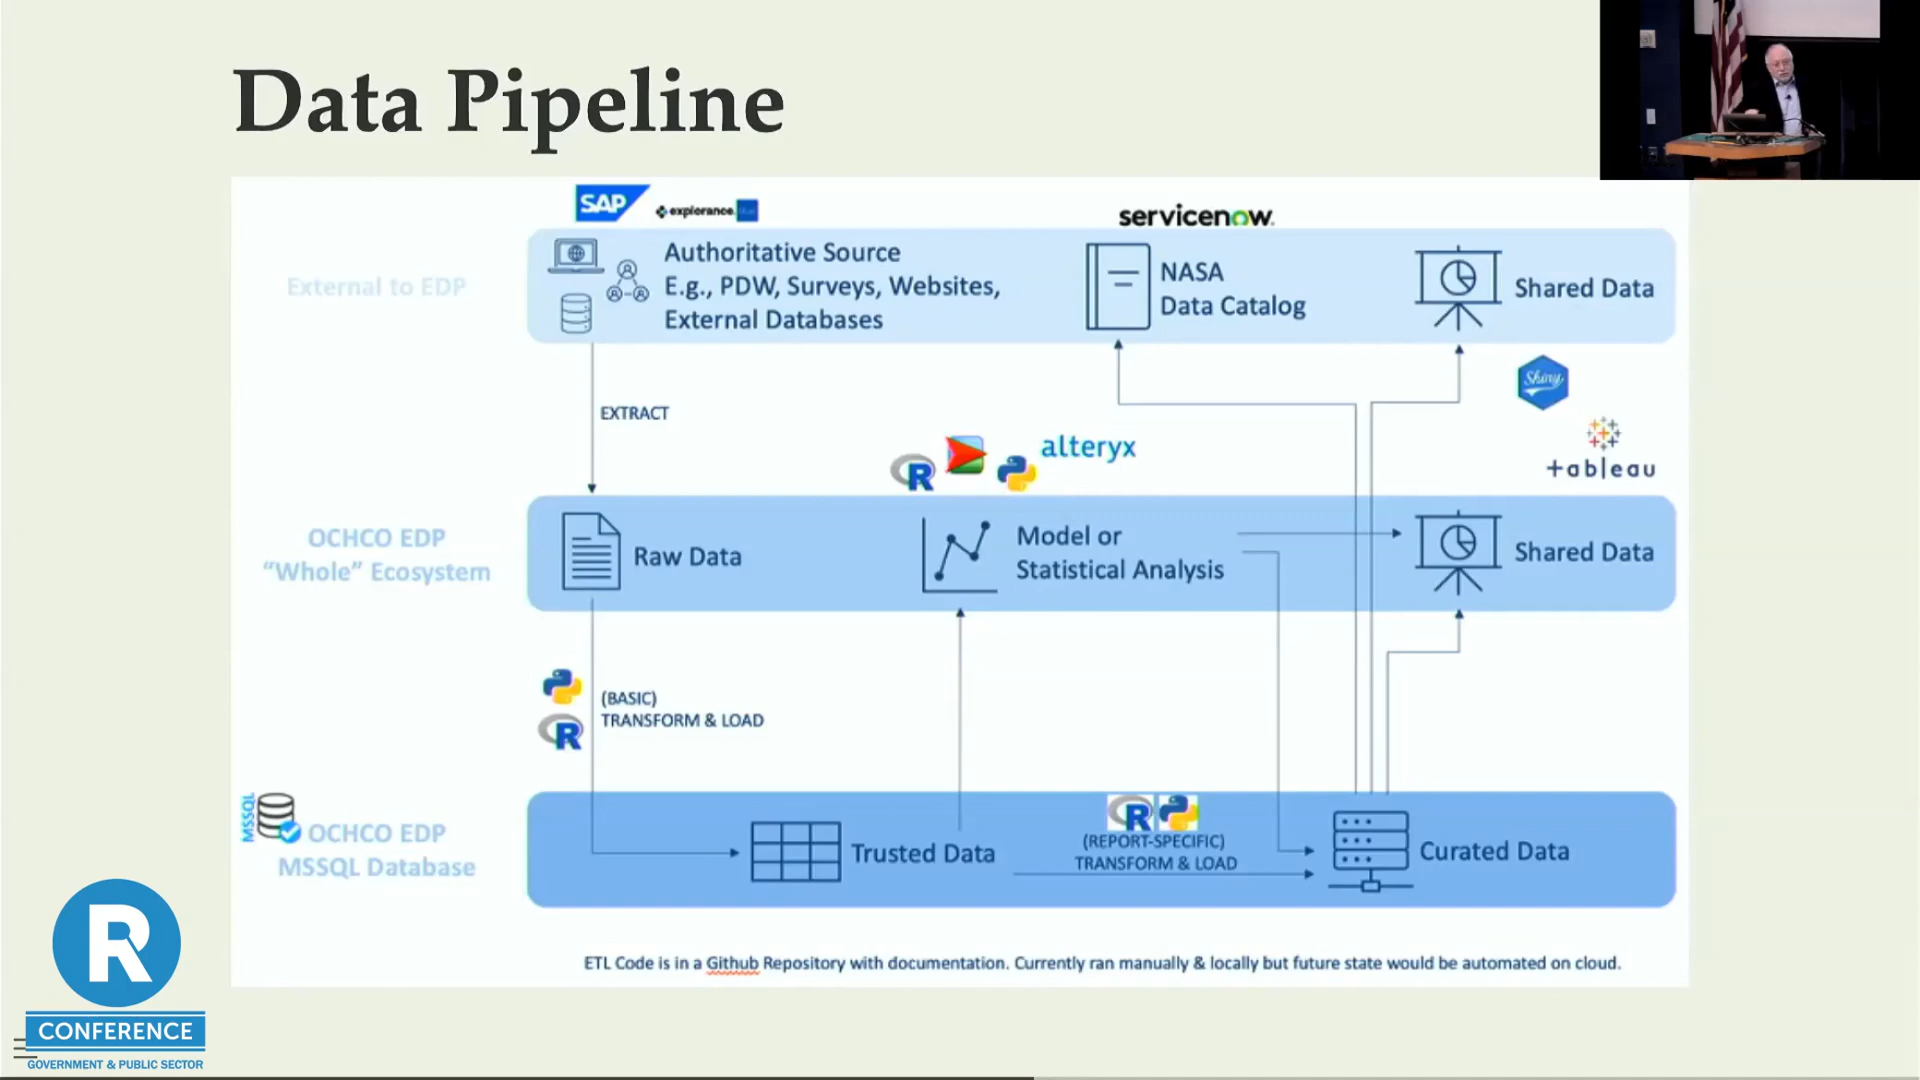 Data Pipeline
SAP
explorance
servicenow
External to EDP
Authoritative Source
E.g., PDW, Surveys, Websites,
External Databases
NASA
Data Catalog
Shared Data
EXTRACT
Shiny
alteryx
+ableau
OCHCO EDP
“Whole” Ecosystem
Raw Data
Model or
Statistical Analysis
Shared Data
R
(BASIC)
TRANSFORM & LOAD
R
MSSQL
OCHCO EDP
MSSQL Database
Trusted Data
R
(REPORT-SPECIFIC)
TRANSFORM & LOAD
Curated Data
ETL Code is in a Github Repository with documentation. Currently ran manually & locally but future state would be automated on cloud.
R
CONFERENCE
GOVERNMENT & PUBLIC SECTOR